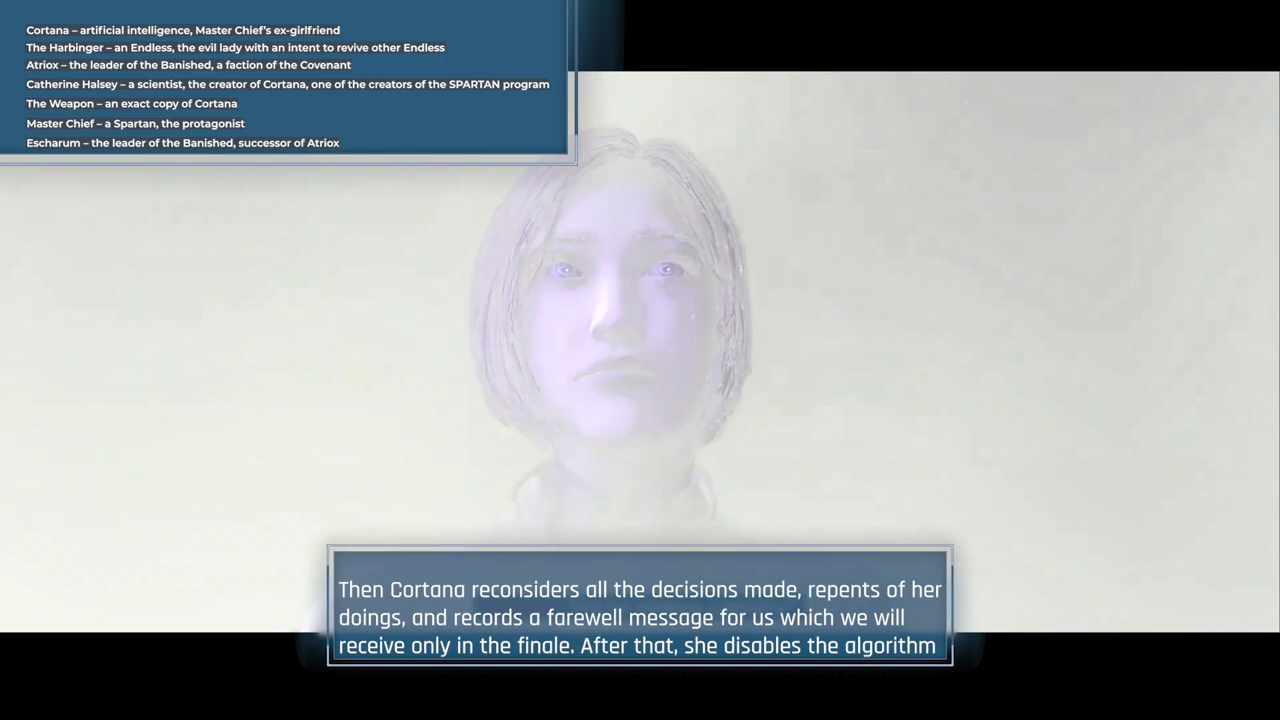 Cortana – artificial intelligence, Master Chief's ex-girlfriend
The Harbinger – an Endless, the evil lady with an intent to revive other Endless
Atriox – the leader of the Banished, a faction of the Covenant
Catherine Halsey – a scientist, the creator of Cortana, one of the creators of the SPARTAN program
The Weapon – an exact copy of Cortana
Master Chief – a Spartan, the protagonist
Escharum – the leader of the Banished, successor of Atriox
Then Cortana reconsiders all the decisions made, repents of her
doings, and records a farewell message for us which we will
receive only in the finale. After that, she disables the algorithm